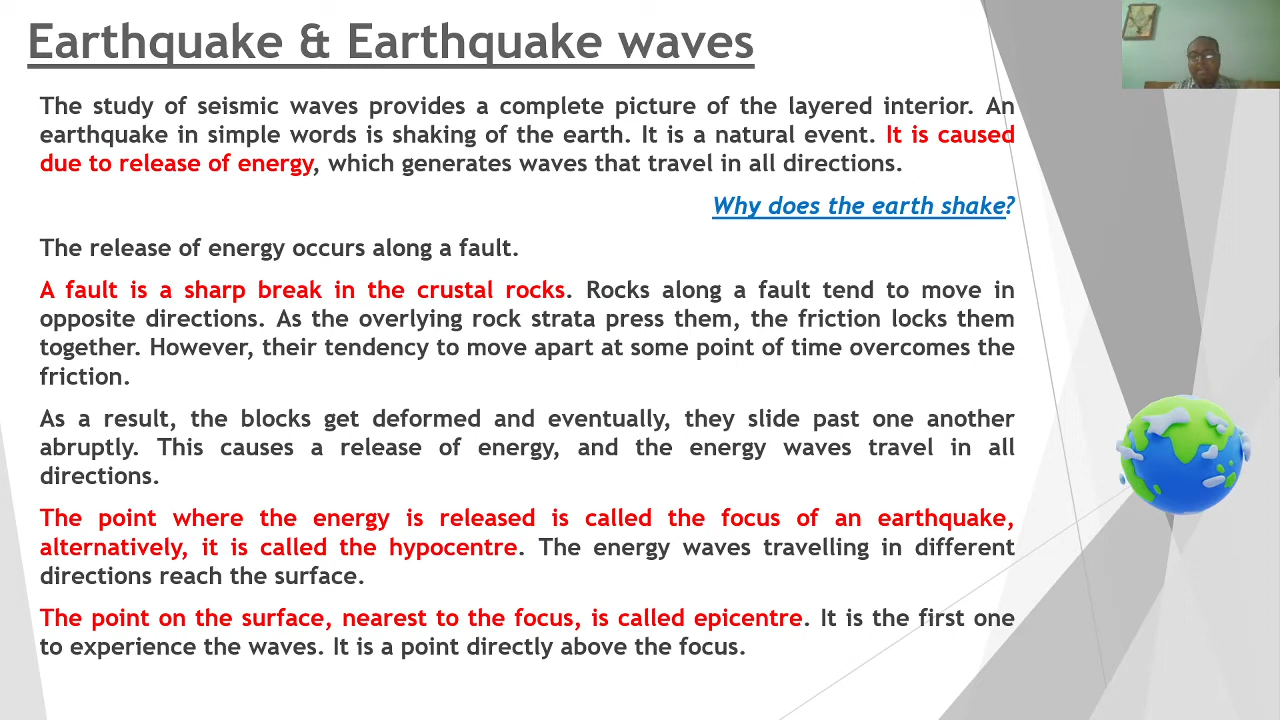 Earthquake & Earthquake waves
The study of seismic waves provides a complete picture of the layered interior. An
earthquake in simple words is shaking of the earth. It is a natural event. It is caused
due to release of energy, which generates waves that travel in all directions.
Why does the earth shake?
The release of energy occurs along a fault.
A fault is a sharp break in the crustal rocks. Rocks along a fault tend to move in
opposite directions. As the overlying rock strata press them, the friction locks them
together. However, their tendency to move apart at some point of time overcomes the
friction.
As a result, the blocks get deformed and eventually, they slide past one another
abruptly. This causes a release of energy, and the energy waves travel in all
directions.
The point where the energy is released is called the focus of an earthquake,
alternatively, it is called the hypocentre. The energy waves travelling in different
directions reach the surface.
The point on the surface, nearest to the focus, is called epicentre. It is the first one
to experience the waves. It is a point directly above the focus.